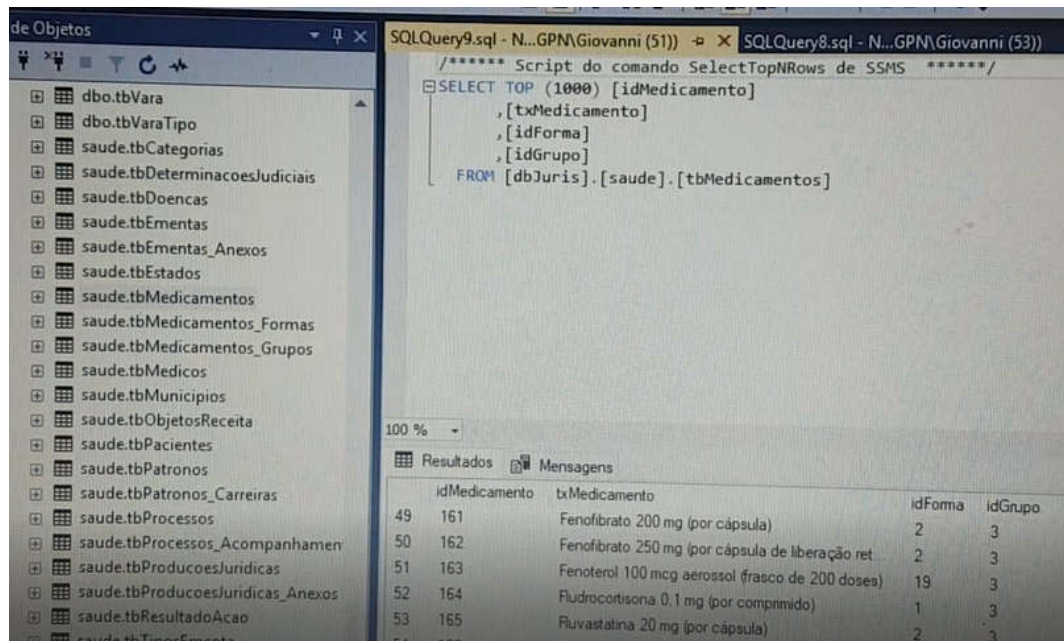 de Objetos
dbo.tbVara
dbo.tbVaraTipo
saude.tbCategorias
saude.tbDeterminacoesJudiciais
saude.tbDoencas
saude.tbEmentas
saude.tbEmentas_Anexos
saude.tbEstados
saude.tbMedicamentos
saude.tbMedicamentos_Formas
saude.tbMedicamentos_Grupos
saude.tbMedicos
saude.tbMunicipios
saude.tbObjetosReceita
saude.tbPacientes
saude.tbPatronos
saude.tbPatronos_Carreiras
saude.tbProcessos
saude.tbProcessos_Acompanhamen
saude.tbProducoesJuridicas
saude.tbProducoesJuridicas_Anexos
saude.tbResultadoAcao
SQLQuery9.sql - N...GPN\Giovanni (51)) SQLQuery8.sql - N...GPN\Giovanni (53))
/****** Script do comando SelectTopNRows de SSMS ******/
SELECT TOP (1000) [idMedicamento]
,[txMedicamento]
,[idForma]
,[idGrupo]
FROM [dbJuris].[saude].[tbMedicamentos]
100 %
Resultados Mensagens
idMedicamento txMedicamento idForma idGrupo
49 161 Fenofibrato 200 mg (por cápsula) 2 3
50 162 Fenofibrato 250 mg (por cápsula de liberação ret... 2 3
51 163 Fenoterol 100 mcg aerossol (frasco de 200 doses) 19 3
52 164 Fludrocortisona 0,1 mg (por comprimido) 1 3
53 165 Fluvastatina 20 mg (por cápsula) 2 3